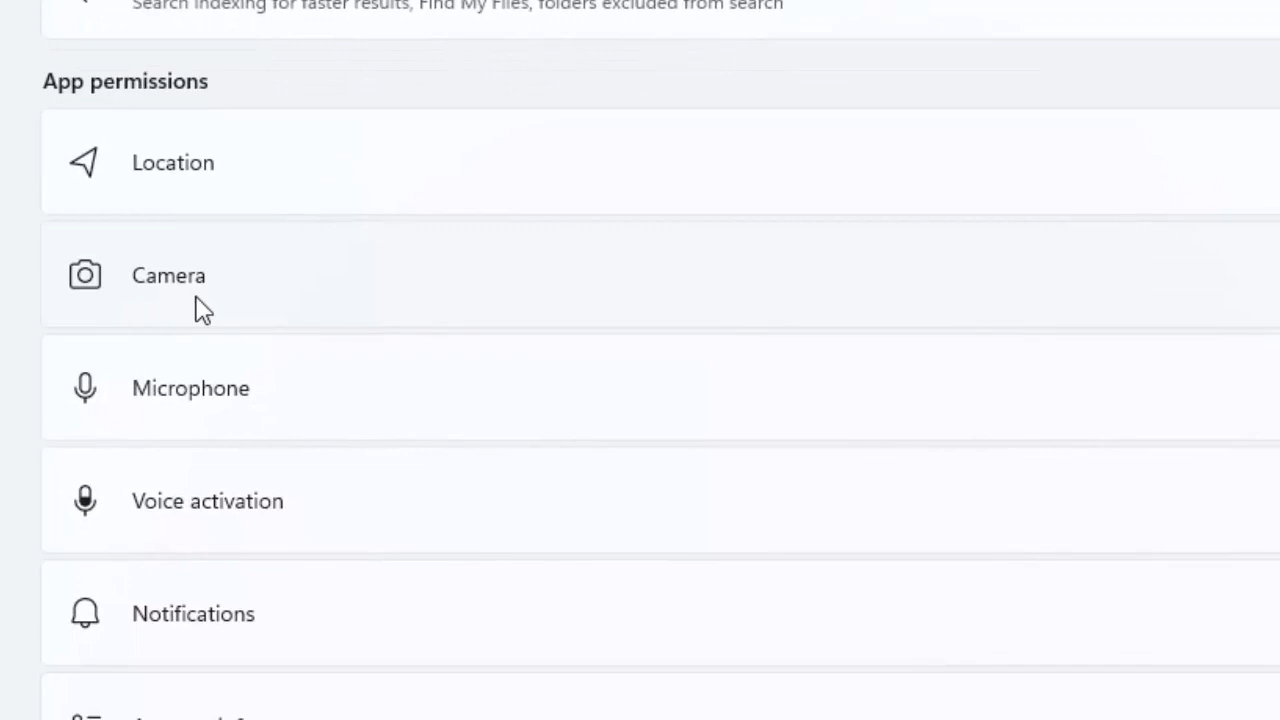 Search indexing for faster results, Find My Files, folders excluded from search
App permissions
Location
Camera
Microphone
Voice activation
Notifications